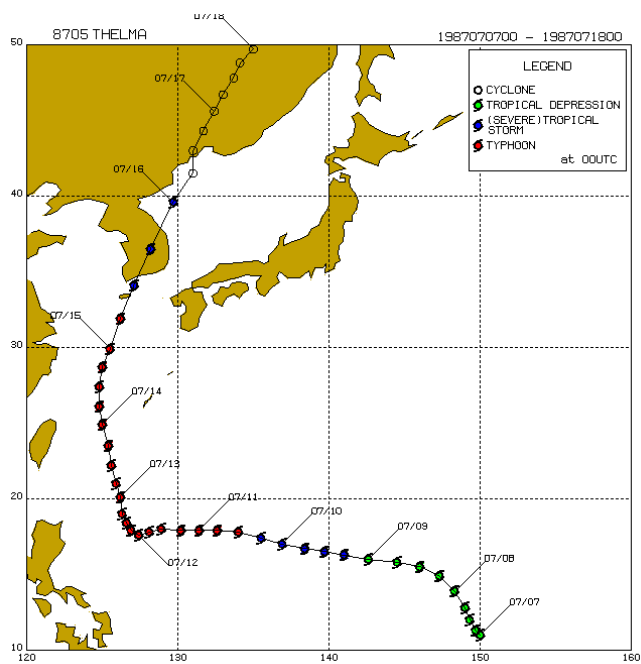 07/18
50
8705 THELMA
1987070700 - 1987071800
LEGEND
CYCLONE
TROPICAL DEPRESSION
(SEVERE)TROPICAL
STORM
TYPHOON
at 00UTC
07/17
07/16
40
07/15
30
07/14
07/13
20
07/11
07/10
07/09
07/12
07/08
07/07
10
120
130
140
150
160